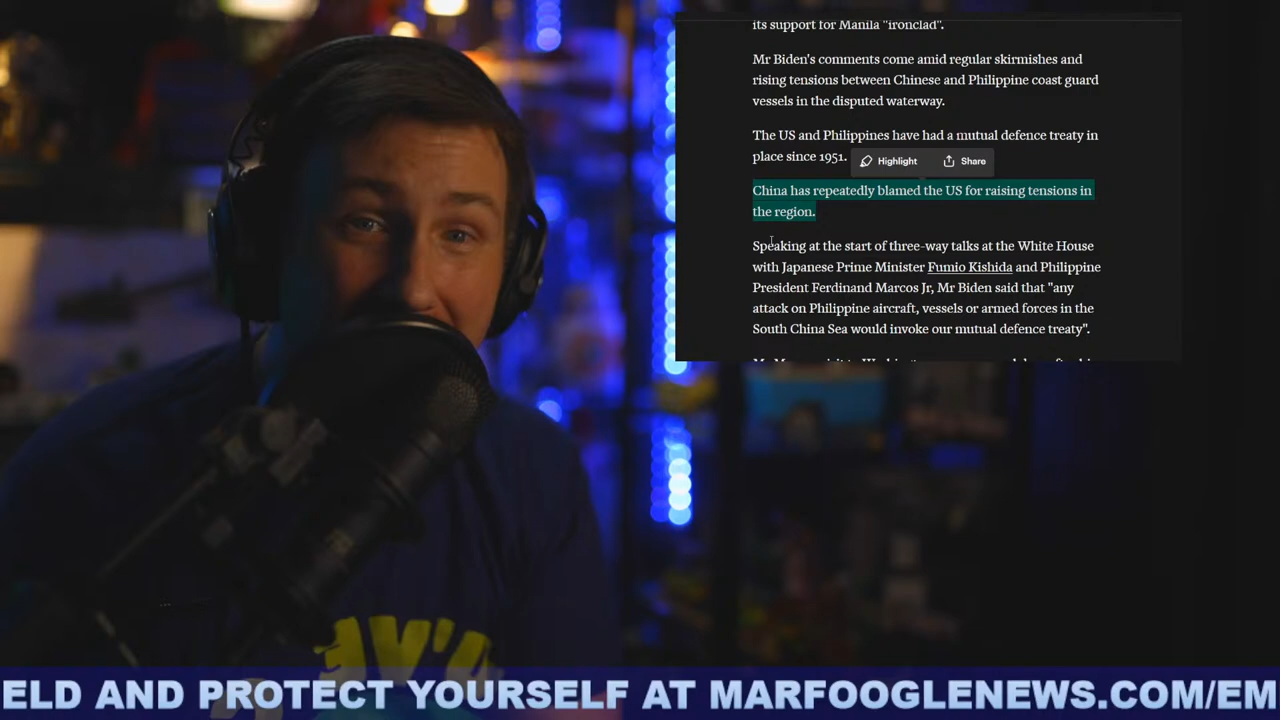 its support for Manila "ironclad".
Mr Biden's comments come amid regular skirmishes and
rising tensions between Chinese and Philippine coast guard
vessels in the disputed waterway.
The US and Philippines have had a mutual defence treaty in
place since 1951.
Highlight
Share
China has repeatedly blamed the US for raising tensions in
the region.
Speaking at the start of three-way talks at the White House
with Japanese Prime Minister Fumio Kishida and Philippine
President Ferdinand Marcos Jr, Mr Biden said that "any
attack on Philippine aircraft, vessels or armed forces in the
South China Sea would invoke our mutual defence treaty".
ELD AND PROTECT YOURSELF AT MARFOOGLENEWS.COM/EM